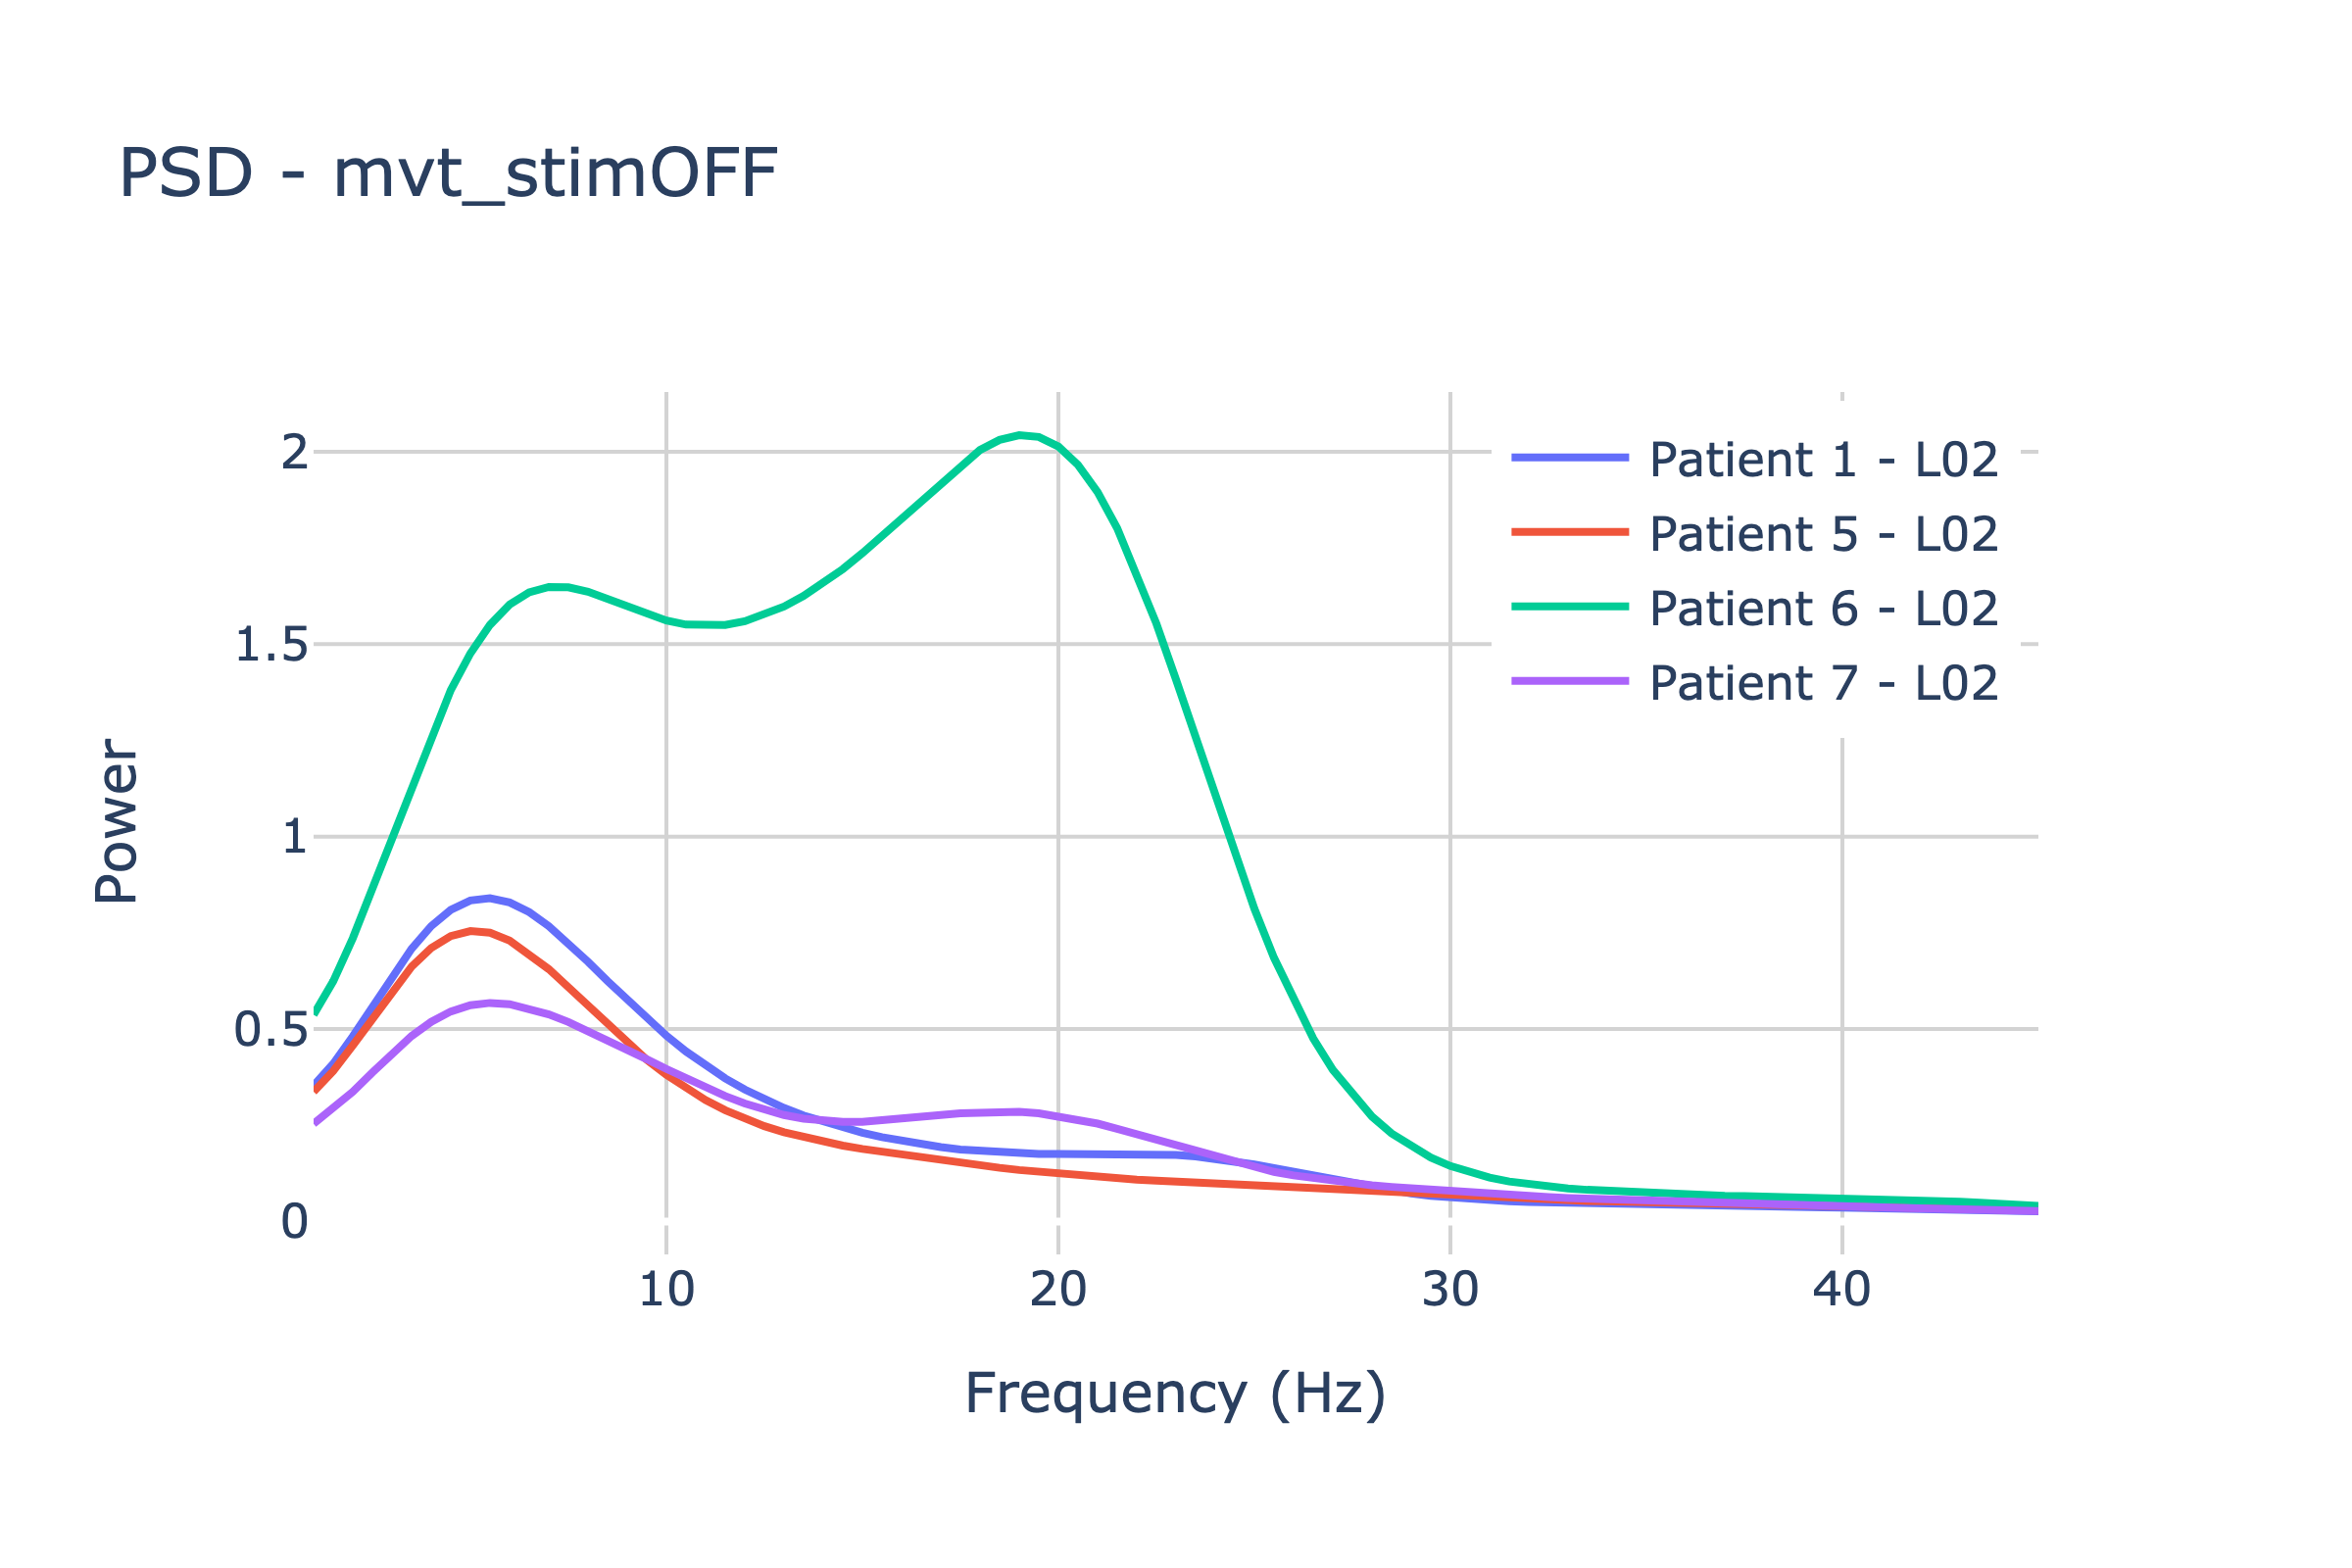 PSD - mvt_stimOFF
2
1.5
1
0.5
0
Power
Patient 1 - L02
Patient 5 - L02
Patient 6 - L02
Patient 7 - L02
10 20 30 40
Frequency (Hz)